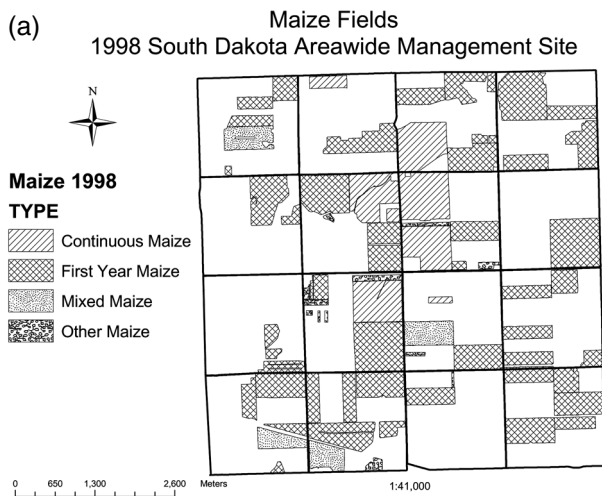 (a)
Maize Fields
1998 South Dakota Areawide Management Site
N
Maize 1998
TYPE
Continuous Maize
First Year Maize
Mixed Maize
Other Maize
0 650 1,300 2,600 Meters
1:41,000